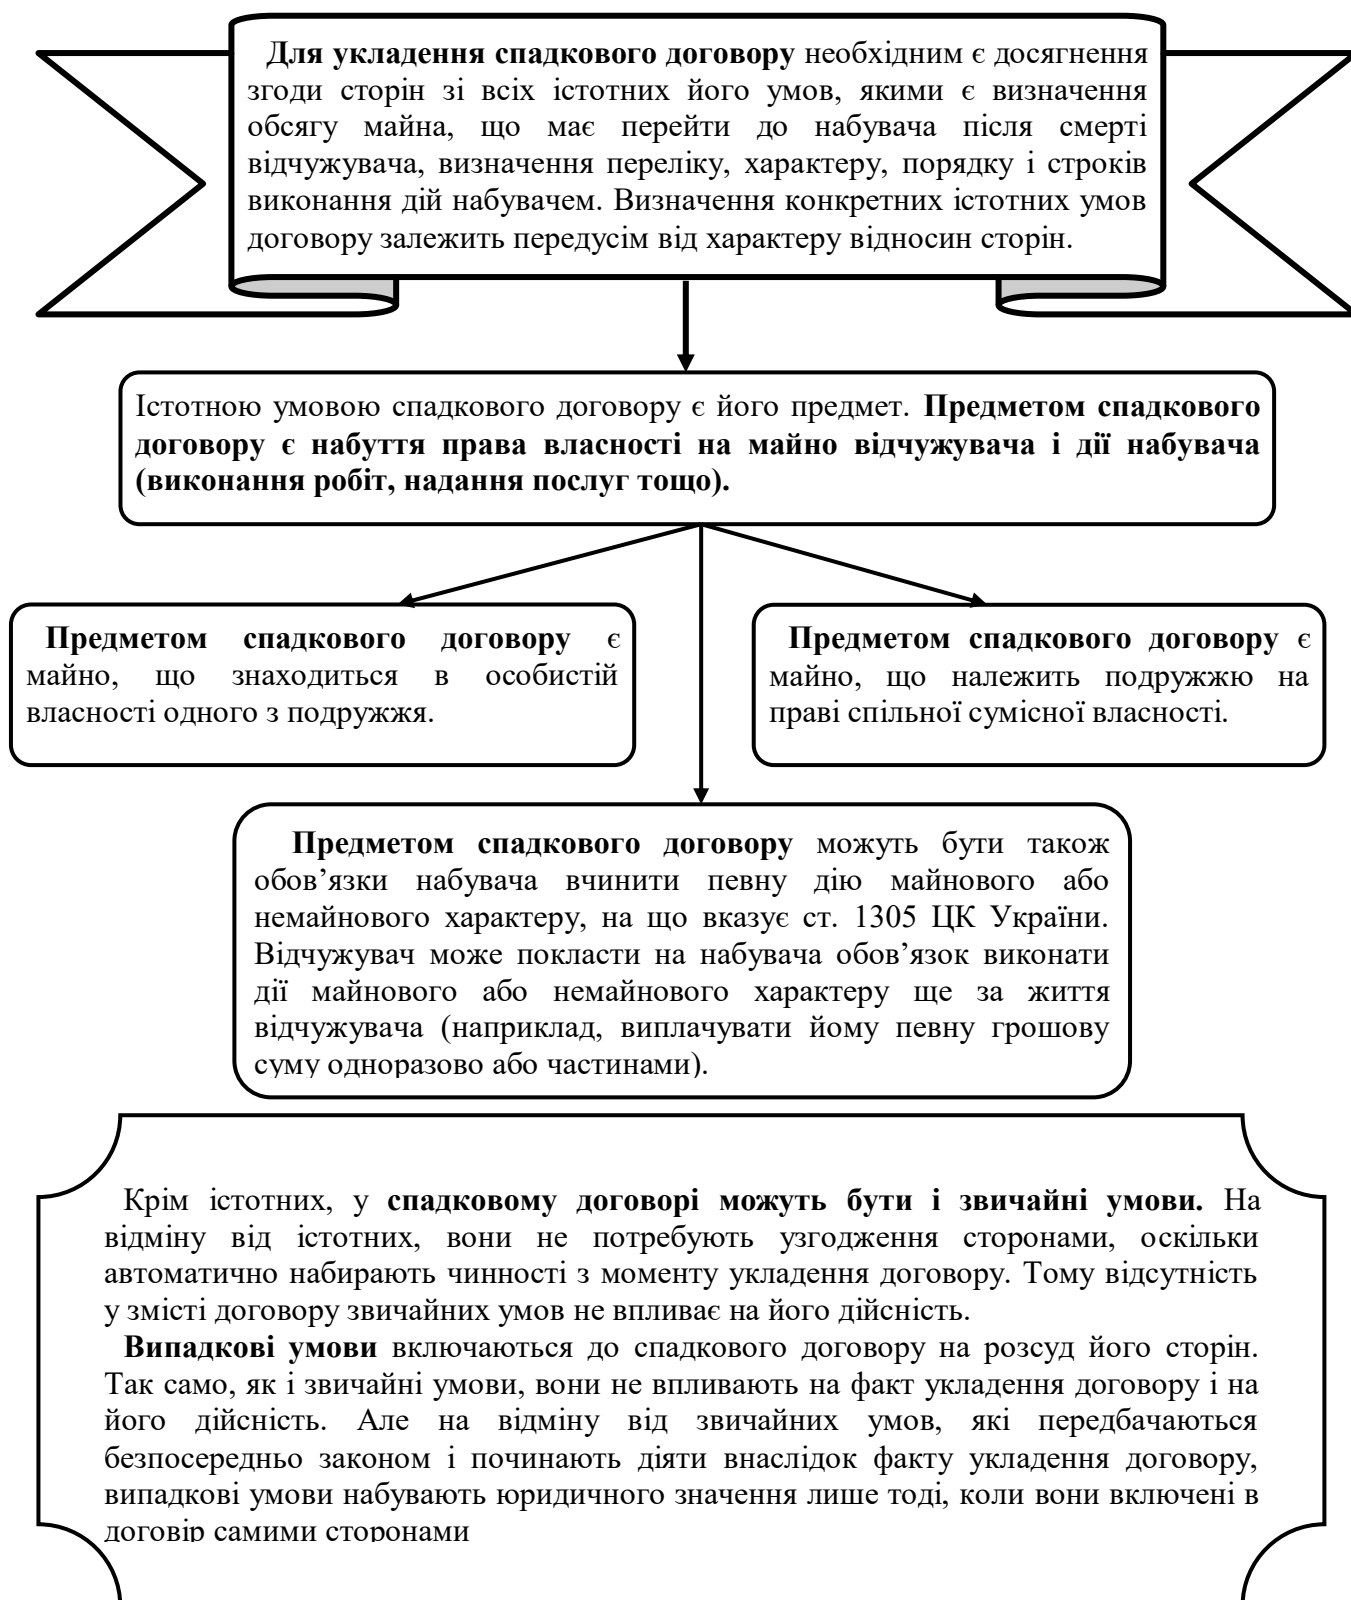 Для укладення спадкового договору необхідним є досягнення
згоди сторін зі всіх істотних його умов, якими є визначення
обсягу майна, що має перейти до набувача після смерті
відчужувача, визначення переліку, характеру, порядку і строків
виконання дій набувачем. Визначення конкретних істотних умов
договору залежить передусім від характеру відносин сторін.
Істотною умовою спадкового договору є його предмет. Предметом спадкового
договору є набуття права власності на майно відчужувача і дії набувача
(виконання робіт, надання послуг тощо).
Предметом спадкового договору є
майно, що знаходиться в особистій
власності одного з подружжя.
Предметом спадкового договору є
майно, що належить подружжю на
праві спільної сумісної власності.
Предметом спадкового договору можуть бути також
обов’язки набувача вчинити певну дію майнового або
немайнового характеру, на що вказує ст. 1305 ЦК України.
Відчужувач може покласти на набувача обов’язок виконати
дії майнового або немайнового характеру ще за життя
відчужувача (наприклад, виплачувати йому певну грошову
суму одноразово або частинами).
Крім істотних, у спадковому договорі можуть бути і звичайні умови. На
відміну від істотних, вони не потребують узгодження сторонами, оскільки
автоматично набирають чинності з моменту укладення договору. Тому відсутність
у змісті договору звичайних умов не впливає на його дійсність.
Випадкові умови включаються до спадкового договору на розсуд його сторін.
Так само, як і звичайні умови, вони не впливають на факт укладення договору і на
його дійсність. Але на відміну від звичайних умов, які передбачаються
безпосередньо законом і починають діяти внаслідок факту укладення договору,
випадкові умови набувають юридичного значення лише тоді, коли вони включені в
договір самими сторонами